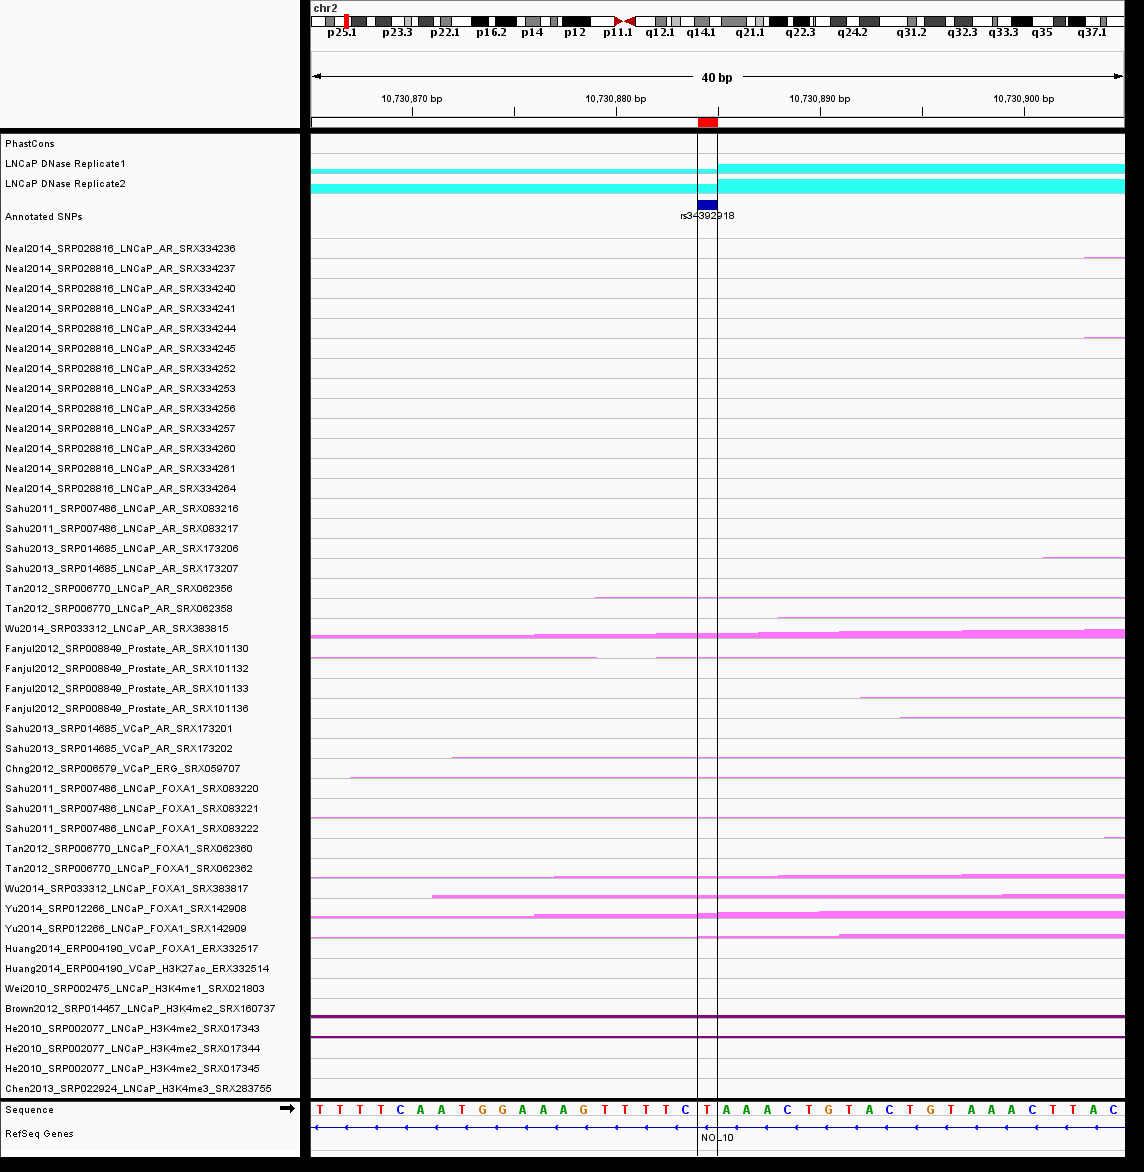 chr2
p25.1 p23.3 p22.1 p16.2 p14 p12 p11.1 q12.1 q14.1 q21.1 q22.3 q24.2 q31.2 q32.3 q33.3 q35 q37.1
40 bp
10,730,870 bp 10,730,880 bp 10,730,890 bp 10,730,900 bp
PhastCons
LNCaP DNase Replicate1
LNCaP DNase Replicate2
Annotated SNPs rs34392918
Neal2014_SRP028816_LNCaP_AR_SRX334236
Neal2014_SRP028816_LNCaP_AR_SRX334237
Neal2014_SRP028816_LNCaP_AR_SRX334240
Neal2014_SRP028816_LNCaP_AR_SRX334241
Neal2014_SRP028816_LNCaP_AR_SRX334244
Neal2014_SRP028816_LNCaP_AR_SRX334245
Neal2014_SRP028816_LNCaP_AR_SRX334252
Neal2014_SRP028816_LNCaP_AR_SRX334253
Neal2014_SRP028816_LNCaP_AR_SRX334256
Neal2014_SRP028816_LNCaP_AR_SRX334257
Neal2014_SRP028816_LNCaP_AR_SRX334260
Neal2014_SRP028816_LNCaP_AR_SRX334261
Neal2014_SRP028816_LNCaP_AR_SRX334264
Sahu2011_SRP007486_LNCaP_AR_SRX083216
Sahu2011_SRP007486_LNCaP_AR_SRX083217
Sahu2013_SRP014685_LNCaP_AR_SRX173206
Sahu2013_SRP014685_LNCaP_AR_SRX173207
Tan2012_SRP006770_LNCaP_AR_SRX062356
Tan2012_SRP006770_LNCaP_AR_SRX062358
Wu2014_SRP033312_LNCaP_AR_SRX383815
Fanjul2012_SRP008849_Prostate_AR_SRX101130
Fanjul2012_SRP008849_Prostate_AR_SRX101132
Fanjul2012_SRP008849_Prostate_AR_SRX101133
Fanjul2012_SRP008849_Prostate_AR_SRX101136
Sahu2013_SRP014685_VCaP_AR_SRX173201
Sahu2013_SRP014685_VCaP_AR_SRX173202
Chng2012_SRP006579_VCaP_ERG_SRX059707
Sahu2011_SRP007486_LNCaP_FOXA1_SRX083220
Sahu2011_SRP007486_LNCaP_FOXA1_SRX083221
Sahu2011_SRP007486_LNCaP_FOXA1_SRX083222
Tan2012_SRP006770_LNCaP_FOXA1_SRX062360
Tan2012_SRP006770_LNCaP_FOXA1_SRX062362
Wu2014_SRP033312_LNCaP_FOXA1_SRX383817
Yu2014_SRP012266_LNCaP_FOXA1_SRX142908
Yu2014_SRP012266_LNCaP_FOXA1_SRX142909
Huang2014_ERP004190_VCaP_FOXA1_ERX332517
Huang2014_ERP004190_VCaP_H3K27ac_ERX332514
Wei2010_SRP002475_LNCaP_H3K4me1_SRX021803
Brown2012_SRP014457_LNCaP_H3K4me2_SRX160737
He2010_SRP002077_LNCaP_H3K4me2_SRX017343
He2010_SRP002077_LNCaP_H3K4me2_SRX017344
He2010_SRP002077_LNCaP_H3K4me2_SRX017345
Chen2013_SRP022924_LNCaP_H3K4me3_SRX283755
Sequence T T T T C A A T G G A A A G T T T T C T A A A C T G T A C T G T A A A C T T A C
RefSeq Genes NOL10